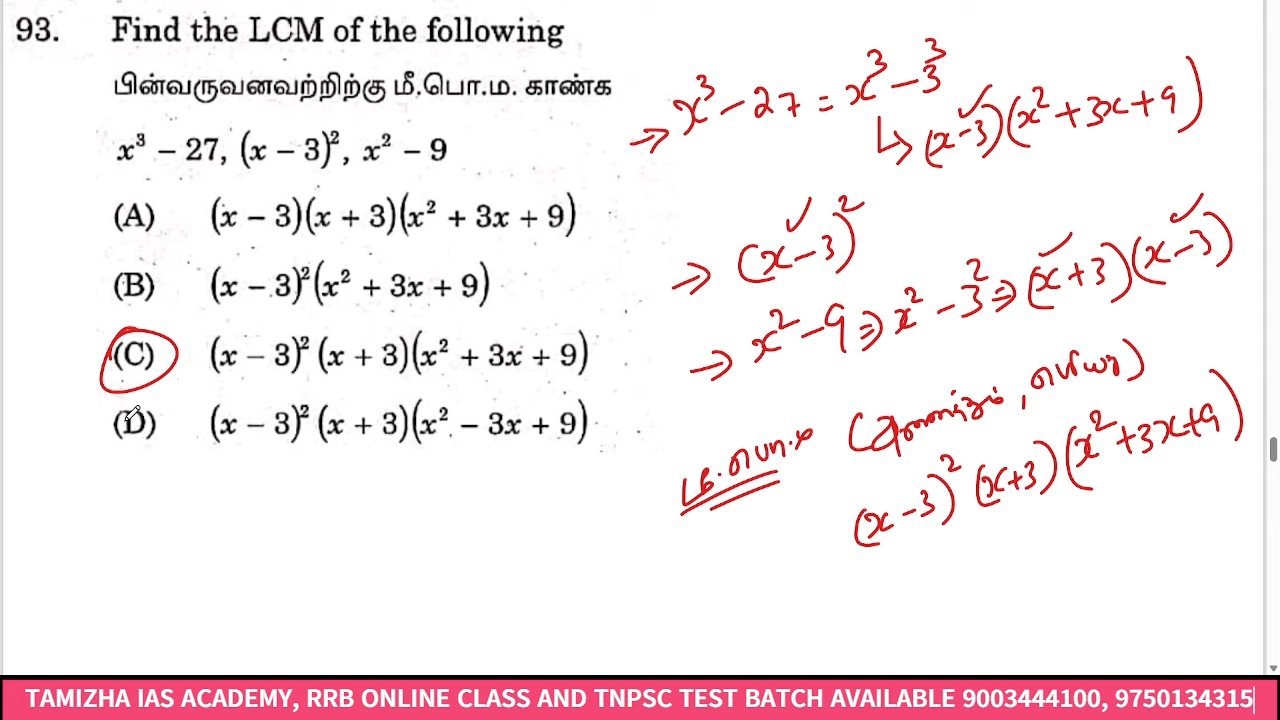 93. Find the LCM of the following
பின்வருவனவற்றிற்கு மீ.பொ.ம. காண்க
x³ − 27, (x − 3)², x² − 9
(A) (x − 3)(x + 3)(x² + 3x + 9)
(B) (x − 3)²(x² + 3x + 9)
(C) (x − 3)² (x + 3)(x² + 3x + 9)
(D) (x − 3)² (x + 3)(x² − 3x + 9)
→ x³ − 27 = x³ − 3³
↳ (x − 3)(x² + 3x + 9)
→ (x − 3)²
→ x² − 9 ⇒ x² − 3² ⇒ (x + 3)(x − 3)
(x − 3)² (x + 3)(x² + 3x + 9)
TAMIZHA IAS ACADEMY, RRB ONLINE CLASS AND TNPSC TEST BATCH AVAILABLE 9003444100, 9750134315